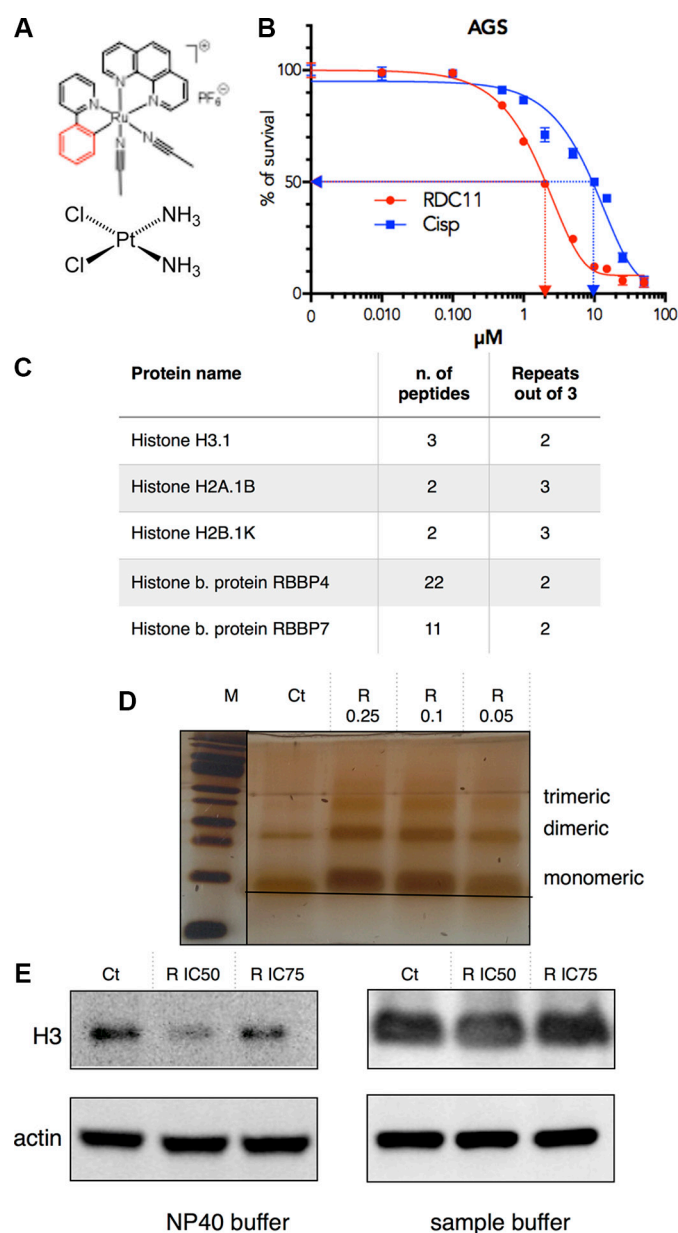 A
N
N
N
Ru
N
N
]⊕
PF6⊖
Cl
NH3
Pt
Cl
NH3
B
AGS
% of survival
100
50
0
RDC11
Cisp
0
0.010
0.100
1
10
100
µM
C
Protein name
n. of peptides
Repeats out of 3
Histone H3.1 3 2
Histone H2A.1B 2 3
Histone H2B.1K 2 3
Histone b. protein RBBP4 22 2
Histone b. protein RBBP7 11 2
D
M Ct R R R
0.25 0.1 0.05
trimeric
dimeric
monomeric
E
Ct R IC50 R IC75 Ct R IC50 R IC75
H3
actin
NP40 buffer sample buffer